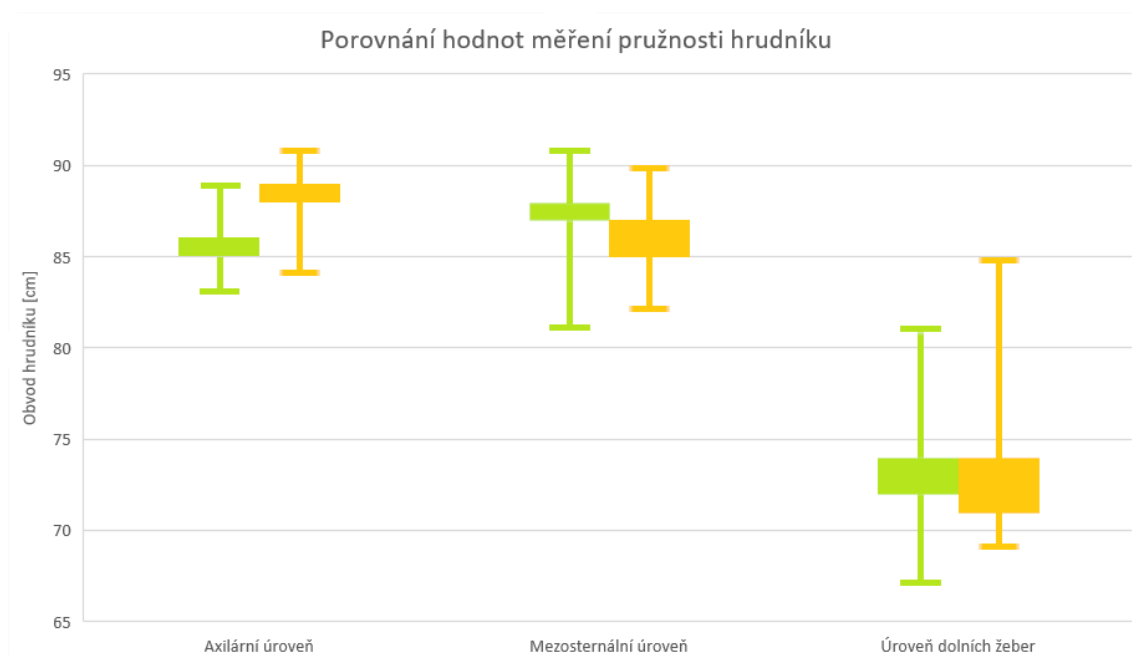 Porovnání hodnot měření pružnosti hrudníku
95
90
85
80
75
70
65
Obvod hrudníku [cm]
Axilární úroveň
Mezosternální úroveň
Úroveň dolních žeber